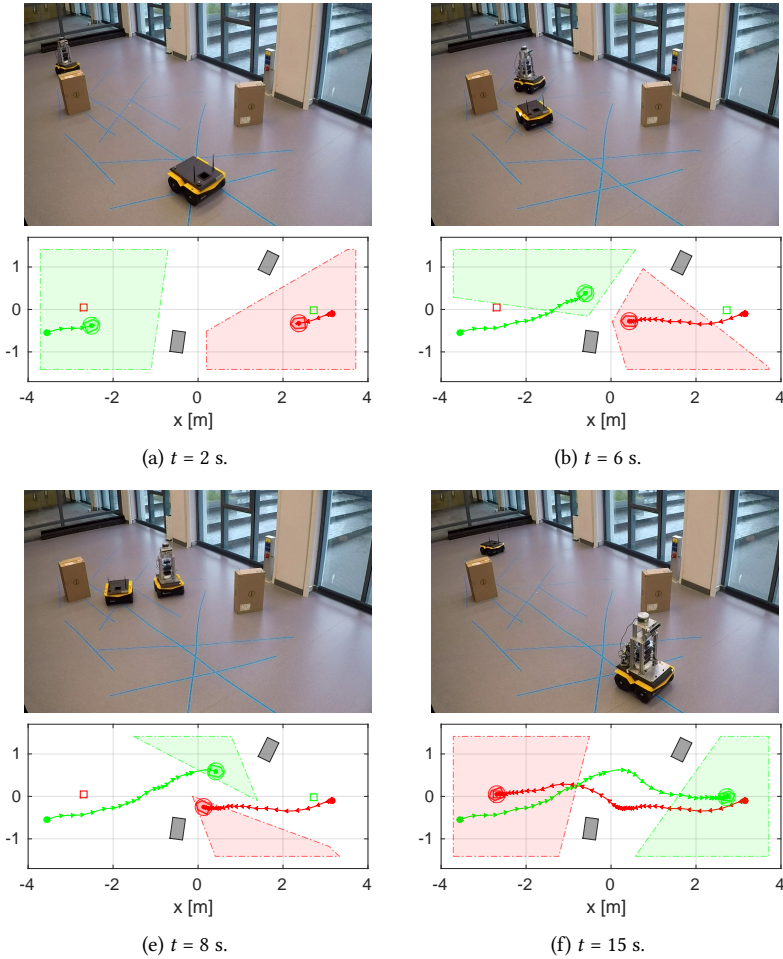 1
0
-1
-4 -2 0 2 4
x [m]
(a) t = 2 s.
1
0
-1
-4 -2 0 2 4
x [m]
(b) t = 6 s.
1
0
-1
-4 -2 0 2 4
x [m]
(e) t = 8 s.
1
0
-1
-4 -2 0 2 4
x [m]
(f) t = 15 s.